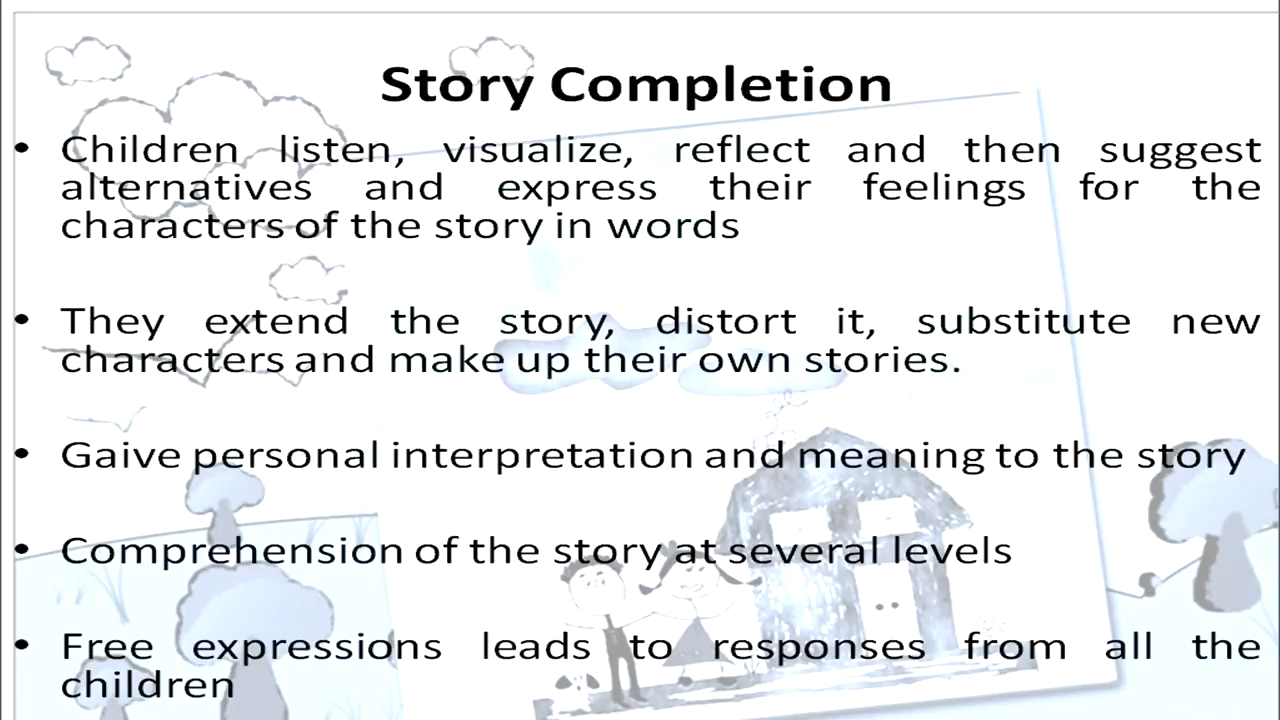 Story Completion
• Children listen, visualize, reflect and then suggest
alternatives and express their feelings for the
characters of the story in words
• They extend the story, distort it, substitute new
characters and make up their own stories.
• Gaive personal interpretation and meaning to the story
• Comprehension of the story at several levels
• Free expressions leads to responses from all the
children